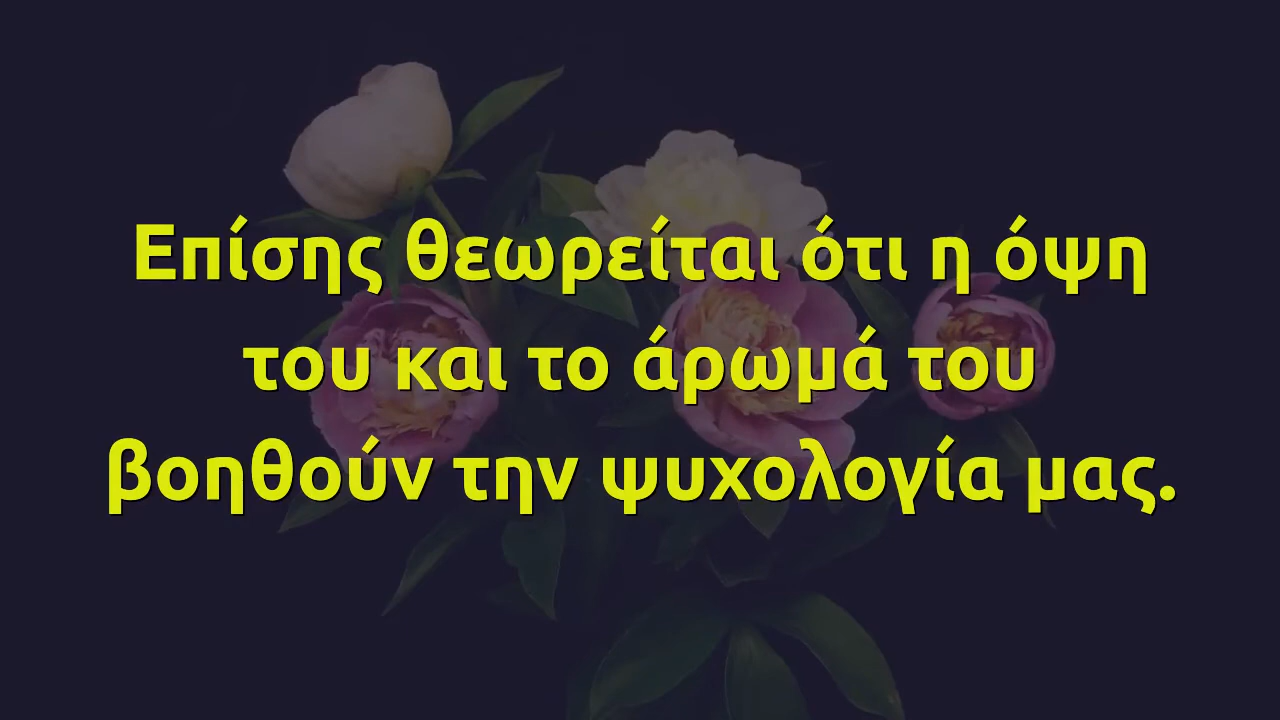 Επίσης θεωρείται ότι η όψη
του και το άρωμά του
βοηθούν την ψυχολογία μας.